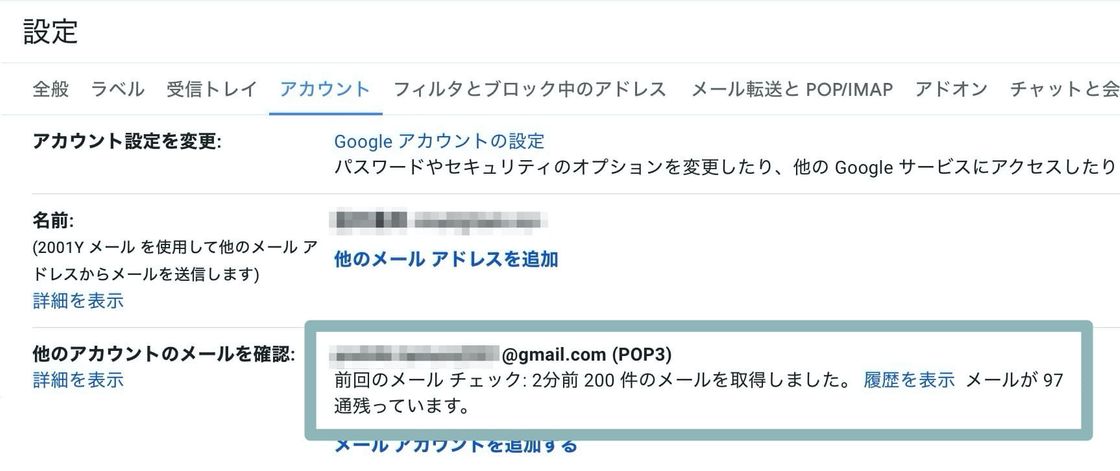 設定
全般 ラベル 受信トレイ アカウント フィルタとブロック中のアドレス メール転送と POP/IMAP アドオン チャットと会
アカウント設定を変更:
Google アカウントの設定
パスワードやセキュリティのオプションを変更したり、他の Google サービスにアクセスしたり
名前:
(2001Y メール を使用して他のメール ア
ドレスからメールを送信します)
詳細を表示
他のメール アドレスを追加
他のアカウントのメールを確認:
詳細を表示
@gmail.com (POP3)
前回のメール チェック: 2分前 200 件のメールを取得しました。 履歴を表示 メールが 97
通残っています。
メール アカウントを追加する